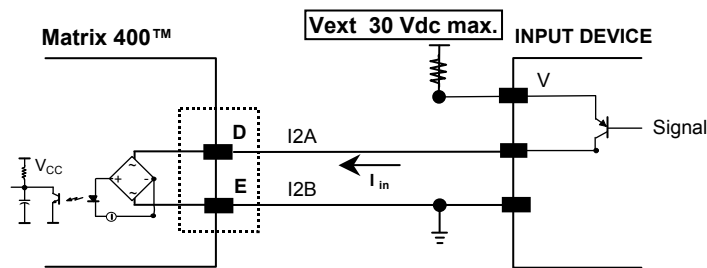 Vext 30 Vdc max.
Matrix 400™
INPUT DEVICE
V
D
I2A
Signal
I in
VCC
E
I2B
~
+
-
~